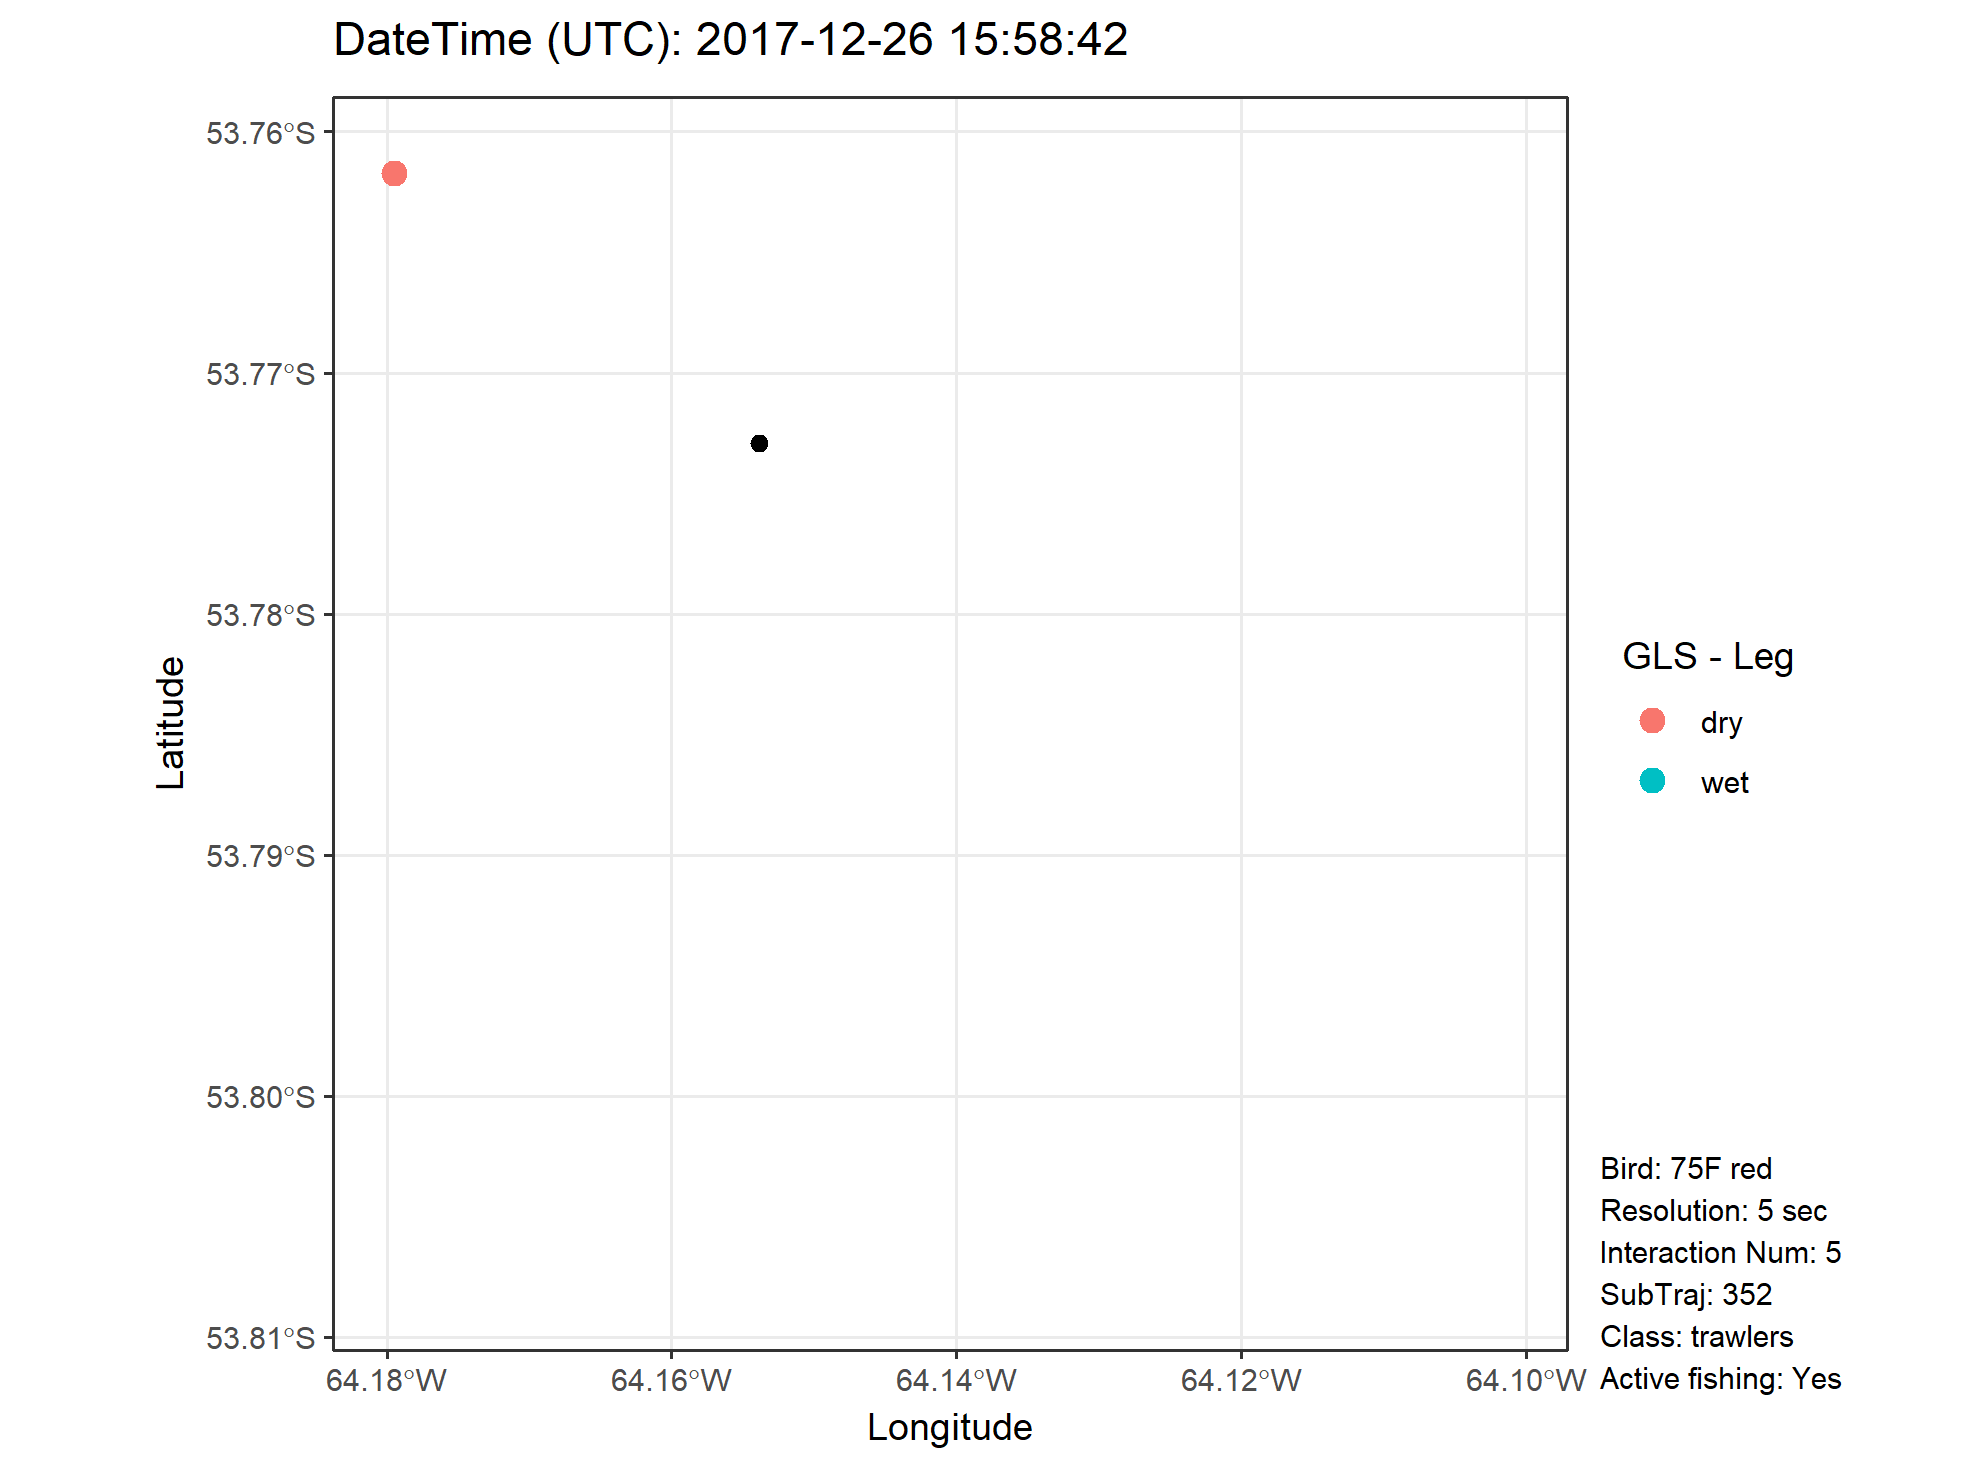 DateTime (UTC): 2017-12-26 15:58:42
53.76°S
53.77°S
53.78°S
53.79°S
53.80°S
53.81°S
Latitude
64.18°W
64.16°W
64.14°W
64.12°W
64.10°W
Longitude
GLS - Leg
dry
wet
Bird: 75F red
Resolution: 5 sec
Interaction Num: 5
SubTraj: 352
Class: trawlers
Active fishing: Yes